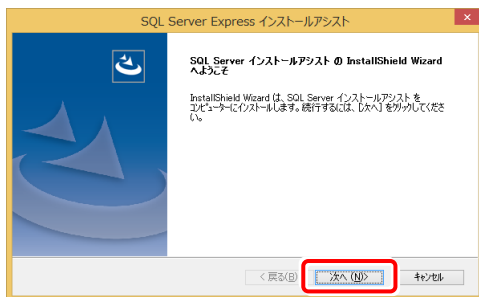 SQL Server Express インストールアシスト
SQL Server インストールアシスト の InstallShield Wizard
へようこそ
InstallShield Wizard は、SQL Server インストールアシスト を
コンピューターにインストールします。続行するには、[次へ] をクリックしてくださ
い。
< 戻る(B)
次へ (N)>
キャンセル